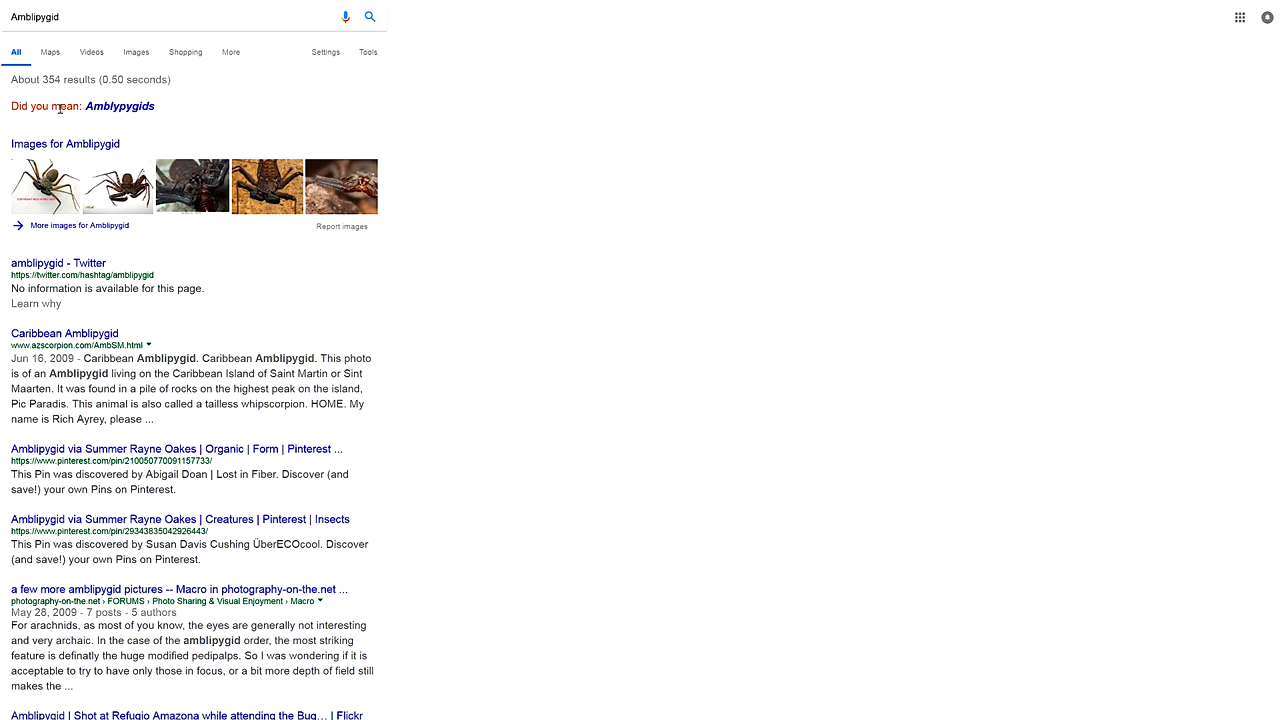 Amblipygid
All Maps Videos Images Shopping More Settings Tools
About 354 results (0.50 seconds)
Did you mean: Amblypygids
Images for Amblipygid
More images for Amblipygid Report images
amblipygid - Twitter
https://twitter.com/hashtag/amblipygid
No information is available for this page.
Learn why
Caribbean Amblipygid
www.azscorpion.com/AmbSM.html
Jun 16, 2009 - Caribbean Amblipygid. Caribbean Amblipygid. This photo
is of an Amblipygid living on the Caribbean Island of Saint Martin or Sint
Maarten. It was found in a pile of rocks on the highest peak on the island,
Pic Paradis. This animal is also called a tailless whipscorpion. HOME. My
name is Rich Ayrey, please ...
Amblipygid via Summer Rayne Oakes | Organic | Form | Pinterest ...
https://www.pinterest.com/pin/210050770091157733/
This Pin was discovered by Abigail Doan | Lost in Fiber. Discover (and
save!) your own Pins on Pinterest.
Amblipygid via Summer Rayne Oakes | Creatures | Pinterest | Insects
https://www.pinterest.com/pin/29343835042926443/
This Pin was discovered by Susan Davis Cushing ÜberECOcool. Discover
(and save!) your own Pins on Pinterest.
a few more amblipygid pictures -- Macro in photography-on-the.net ...
photography-on-the.net › FORUMS › Photo Sharing & Visual Enjoyment › Macro
May 28, 2009 - 7 posts - 5 authors
For arachnids, as most of you know, the eyes are generally not interesting
and very archaic. In the case of the amblipygid order, the most striking
feature is definatly the huge modified pedipalps. So I was wondering if it is
acceptable to try to have only those in focus, or a bit more depth of field still
makes the ...
Amblipygid | Shot at Refugio Amazona while attending the Bug… | Flickr